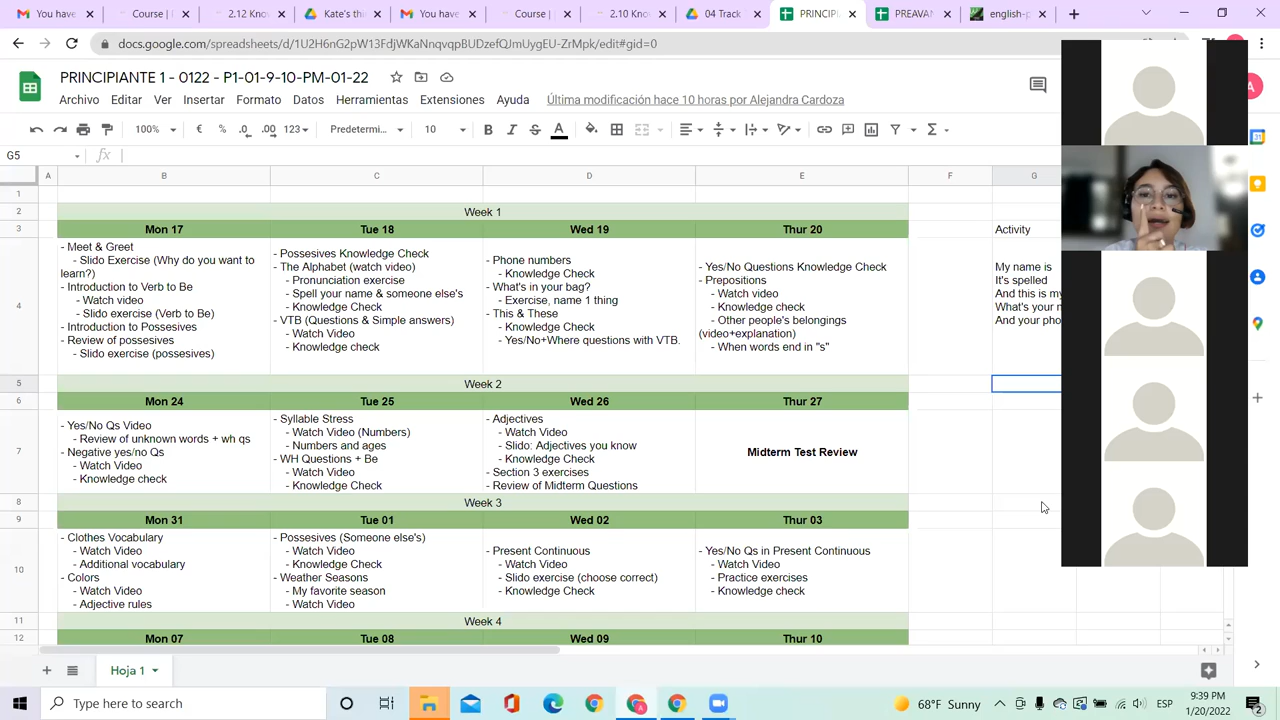 You have
Course |
2.12 Kno
Kate's th
You have
Course |
2.10 Kno
04 Track
PRINCIPI
PREAVAN
english-p
docs.google.com/spreadsheets/d/1U2H6nG2pW13FdjWKaNnqvqpBUDzefCu0ygEU-ZrMpk/edit#gid=0
PRINCIPIANTE 1 - 0122 - P1-01-9-10-PM-01-22
Archivo Editar Ver Insertar Formato Datos Herramientas Extensiones Ayuda Última modificación hace 10 horas por Alejandra Cardoza
100% € % .0 .00 123 Predetermi... 10
G5
A B C D E F G
1
2 Week 1
3 Mon 17 Tue 18 Wed 19 Thur 20 Activity
4
- Meet & Greet
- Slido Exercise (Why do you want to
learn?)
- Introduction to Verb to Be
- Watch video
- Slido exercise (Verb to Be)
- Introduction to Possesives
- Review of possesives
- Slido exercise (possesives)
- Possesives Knowledge Check
- The Alphabet (watch video)
- Pronunciation exercise
- Spell your name & someone else's
- Knowledge Check
- VTB (Questions & Simple answers)
- Watch Video
- Knowledge check
- Phone numbers
- Knowledge Check
- What's in your bag?
- Exercise, name 1 thing
- This & These
- Knowledge Check
- Yes/No+Where questions with VTB.
- Yes/No Questions Knowledge Check
- Prepositions
- Watch video
- Knowledge check
- Other people's belongings
(video+explanation)
- When words end in "s"
My name is
It's spelled
And this is my
What's your n
And your pho
5 Week 2
6 Mon 24 Tue 25 Wed 26 Thur 27
7
- Yes/No Qs Video
- Review of unknown words + wh qs
- Negative yes/no Qs
- Watch Video
- Knowledge check
- Syllable Stress
- Watch Video (Numbers)
- Numbers and ages
- WH Questions + Be
- Watch Video
- Knowledge Check
- Adjectives
- Watch Video
- Slido: Adjectives you know
- Knowledge Check
- Section 3 exercises
- Review of Midterm Questions
Midterm Test Review
8 Week 3
9 Mon 31 Tue 01 Wed 02 Thur 03
10
- Clothes Vocabulary
- Watch Video
- Additional vocabulary
- Colors
- Watch Video
- Adjective rules
- Possesives (Someone else's)
- Watch Video
- Knowledge Check
- Weather Seasons
- My favorite season
- Watch Video
- Present Continuous
- Watch Video
- Slido exercise (choose correct)
- Knowledge Check
- Yes/No Qs in Present Continuous
- Watch Video
- Practice exercises
- Knowledge check
11 Week 4
12 Mon 07 Tue 08 Wed 09 Thur 10
Hoja 1
Type here to search
68°F Sunny
ESP
9:39 PM
1/20/2022
2